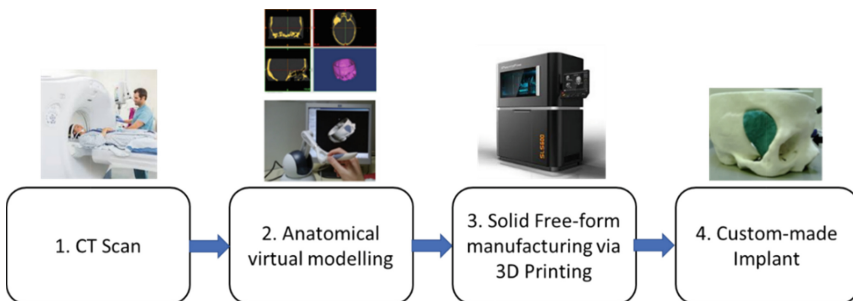 1. CT Scan
2. Anatomical
virtual modelling
3. Solid Free-form
manufacturing via
3D Printing
4. Custom-made
Implant